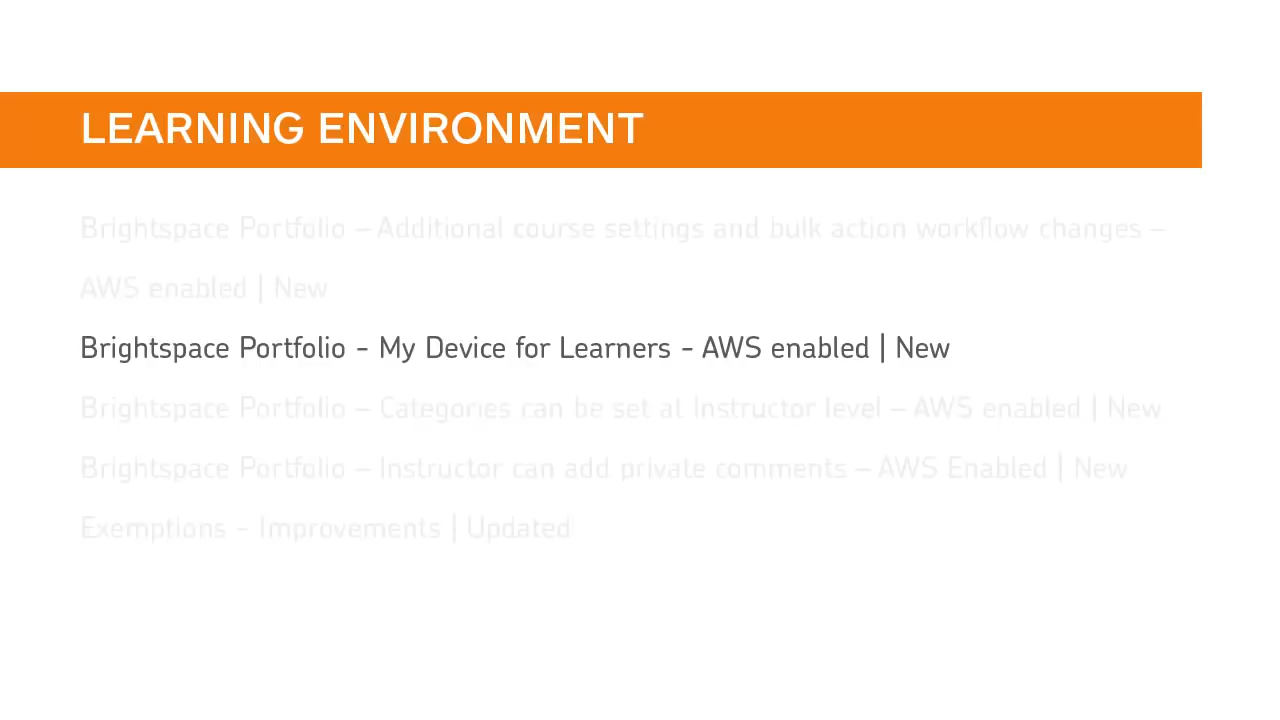 LEARNING ENVIRONMENT
Brightspace Portfolio – Additional course settings and bulk action workflow changes –
AWS enabled | New
Brightspace Portfolio - My Device for Learners - AWS enabled | New
Brightspace Portfolio – Categories can be set at Instructor level – AWS enabled | New
Brightspace Portfolio – Instructor can add private comments – AWS Enabled | New
Exemptions - Improvements | Updated